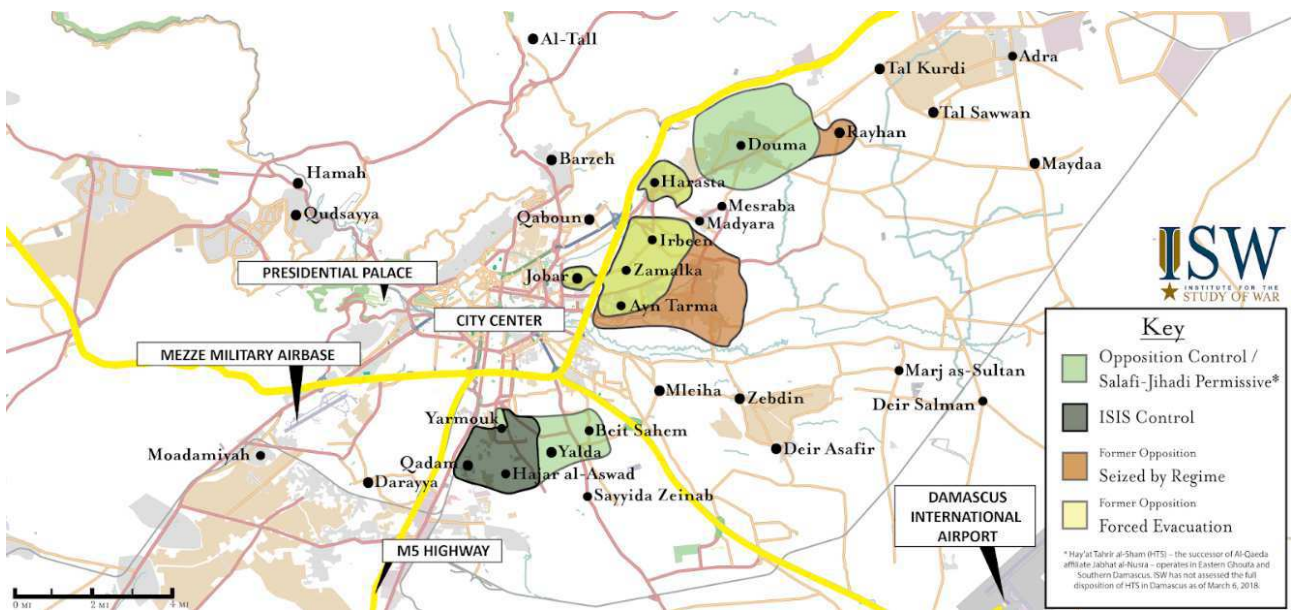 Al-Tall
Adra
Tal Kurdi
Tal Sawwan
Rayhan
Douma
Barzeh
Maydaa
Hamah
Harasta
Mesraba
Qudsayya
Qaboun
Madyara
Irbeen
PRESIDENTIAL PALACE
Jobar
Zamalka
Ayn Tarma
CITY CENTER
MEZZE MILITARY AIRBASE
Marj as-Sultan
Mleiha
Zebdin
Deir Salman
Yarmouk
Beit Sahem
Moadamiyah
Qadam
Yalda
Deir Asafir
Hajar al-Aswad
Darayya
Sayyida Zeinab
DAMASCUS
INTERNATIONAL
AIRPORT
M5 HIGHWAY
0 MI 2 MI 4 MI
ISW
INSTITUTE FOR THE
STUDY OF WAR
Key
Opposition Control /
Salafi-Jihadi Permissive*
ISIS Control
Former Opposition
Seized by Regime
Former Opposition
Forced Evacuation
* Hay'at Tahrir al-Sham (HTS) – the successor of Al-Qaeda
affiliate Jabhat al-Nusra – operates in Eastern Ghouta and
Southern Damascus. ISW has not assessed the full
disposition of HTS in Damascus as of March 6, 2018.